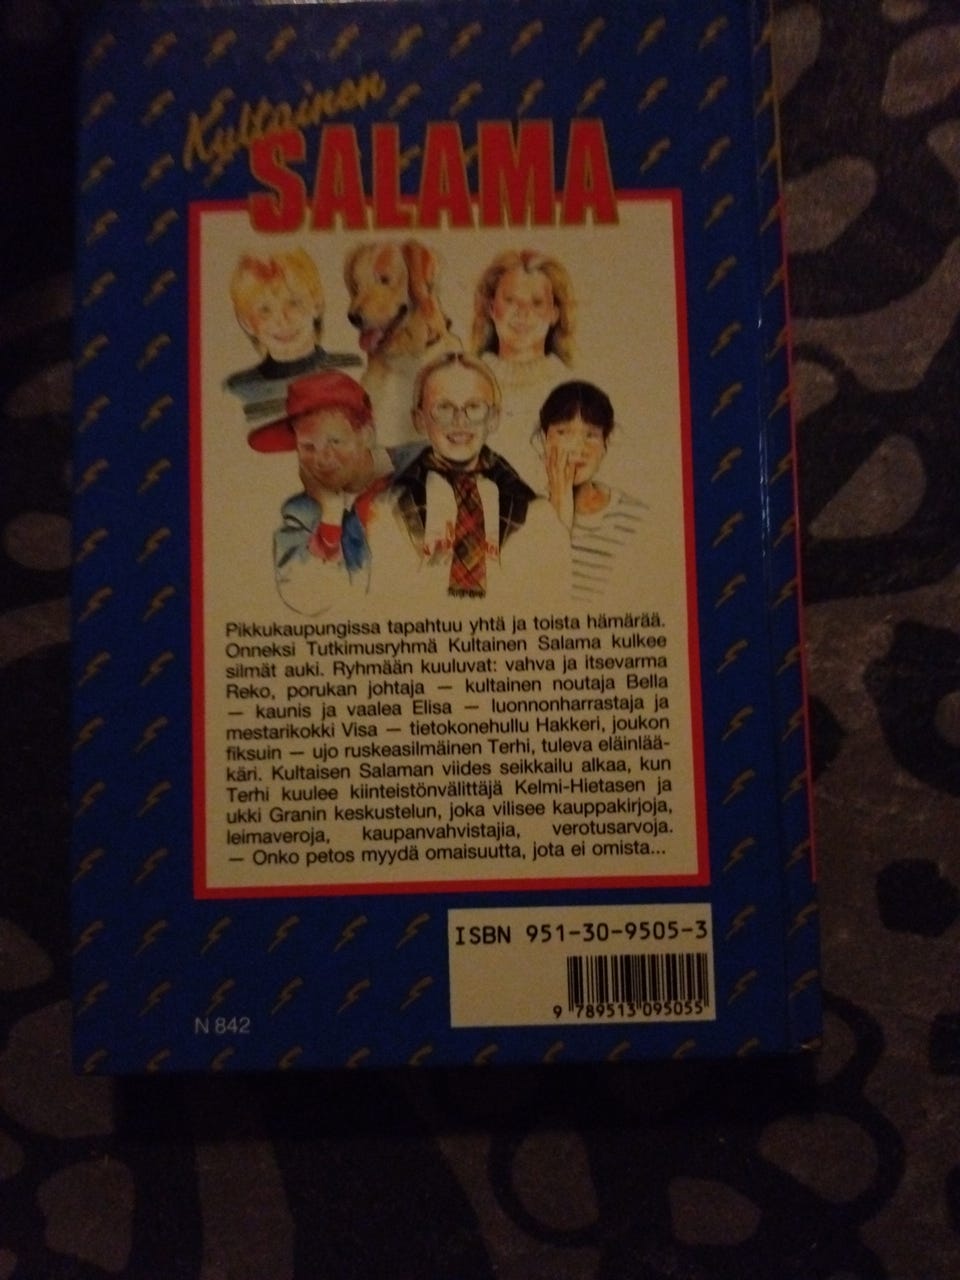 Kultainen
SALAMA
Pikkukaupungissa tapahtuu yhtä ja toista hämärää.
Onneksi Tutkimusryhmä Kultainen Salama kulkee
silmät auki. Ryhmään kuuluvat: vahva ja itsevarma
Reko, porukan johtaja — kultainen noutaja Bella
— kaunis ja vaalea Elisa — luonnonharrastaja ja
mestarikokki Visa — tietokonehullu Hakkeri, joukon
fiksuin — ujo ruskeasilmäinen Terhi, tuleva eläinlää-
käri. Kultaisen Salaman viides seikkailu alkaa, kun
Terhi kuulee kiinteistönvälittäjä Kelmi-Hietasen ja
ukki Granin keskustelun, joka vilisee kauppakirjoja,
leimaveroja, kaupanvahvistajia, verotusarvoja.
— Onko petos myydä omaisuutta, jota ei omista...
ISBN 951-30-9505-3
9 789513 095055
N 842